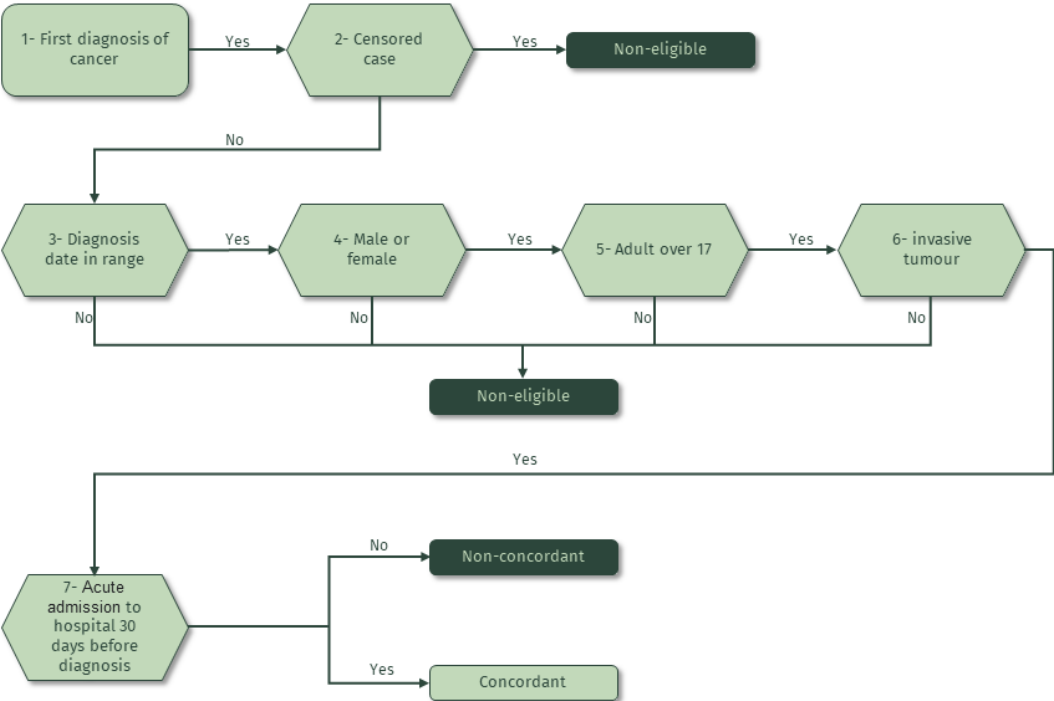 1- First diagnosis of
cancer
Yes
2- Censored
case
Yes
Non-eligible
No
3- Diagnosis
date in range
Yes
4- Male or
female
Yes
5- Adult over 17
Yes
6- invasive
tumour
No
No
No
No
Non-eligible
Yes
7- Acute
admission to
hospital 30
days before
diagnosis
No
Non-concordant
Yes
Concordant